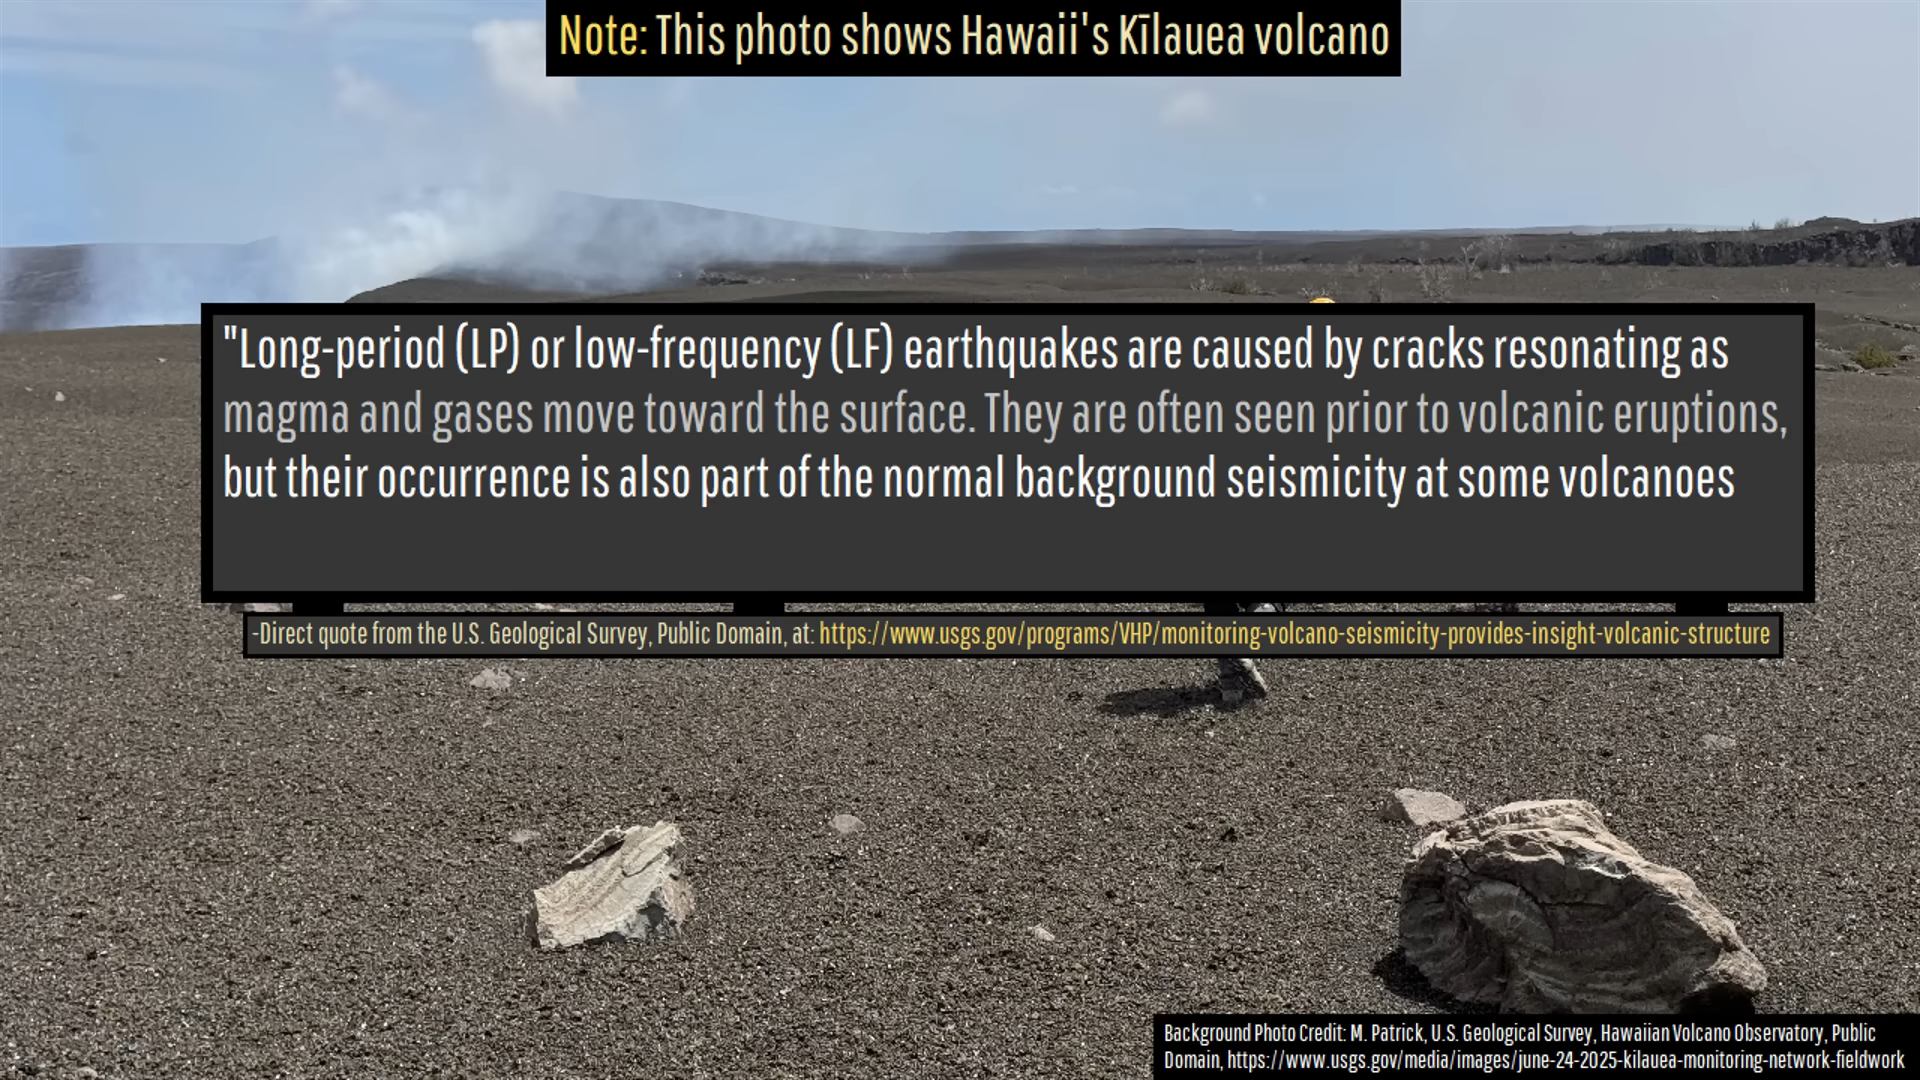 Note: This photo shows Hawaii's Kīlauea volcano
"Long-period (LP) or low-frequency (LF) earthquakes are caused by cracks resonating as
magma and gases move toward the surface. They are often seen prior to volcanic eruptions,
but their occurrence is also part of the normal background seismicity at some volcanoes
-Direct quote from the U.S. Geological Survey, Public Domain, at: https://www.usgs.gov/programs/VHP/monitoring-volcano-seismicity-provides-insight-volcanic-structure
Background Photo Credit: M. Patrick, U.S. Geological Survey, Hawaiian Volcano Observatory, Public
Domain, https://www.usgs.gov/media/images/june-24-2025-kilauea-monitoring-network-fieldwork